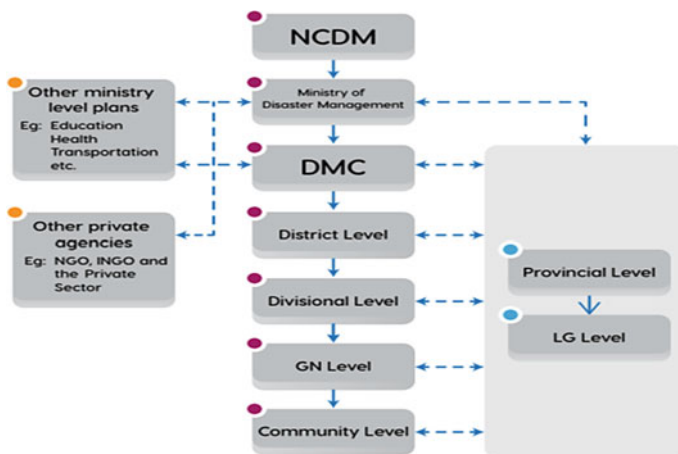 NCDM
Ministry of
Disaster Management
Other ministry
level plans
Eg: Education
Health
Transportation
etc.
DMC
District Level
Other private
agencies
Eg: NGO, INGO and
the Private
Sector
Divisional Level
GN Level
Community Level
Provincial Level
LG Level